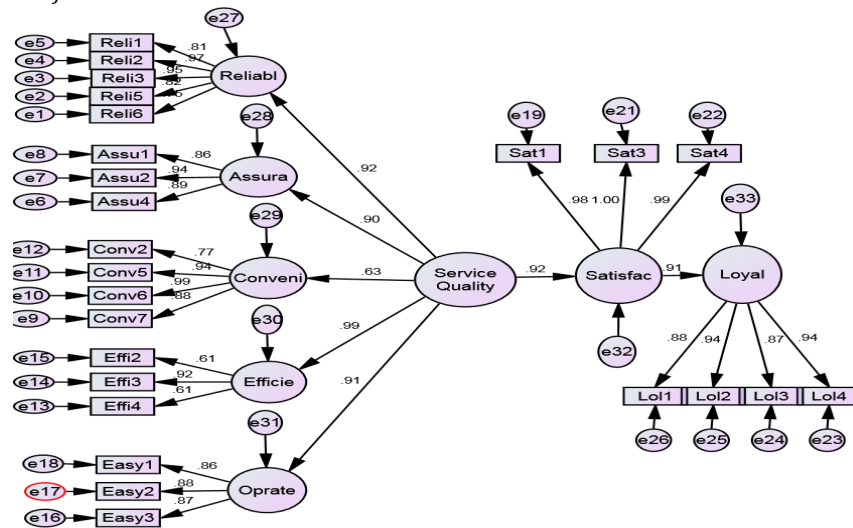 e27
e5 Reli1 .81
e4 Reli2 .97
e3 Reli3 .95 Reliabl
e2 Reli5 .82
e1 Reli6
e28
e8 Assu1 .86
e7 Assu2 .94 Assura
e6 Assu4 .89
e29
e12 Conv2 .77
e11 Conv5 .94 Conveni
e10 Conv6 .99
e9 Conv7 .88
e30
e15 Effi2 .61
e14 Effi3 .92 Efficie
e13 Effi4 .61
e31
e18 Easy1 .86
e17 Easy2 .88 Oprate
e16 Easy3 .87
.92
.90
.63
.99
.91
Service
Quality
.92
e19 e21 e22
Sat1 Sat3 Sat4
.98 1.00 .99
Satisfac .91 Loyal
e33
e32
.88 .94 .87 .94
Lol1 Lol2 Lol3 Lol4
e26 e25 e24 e23